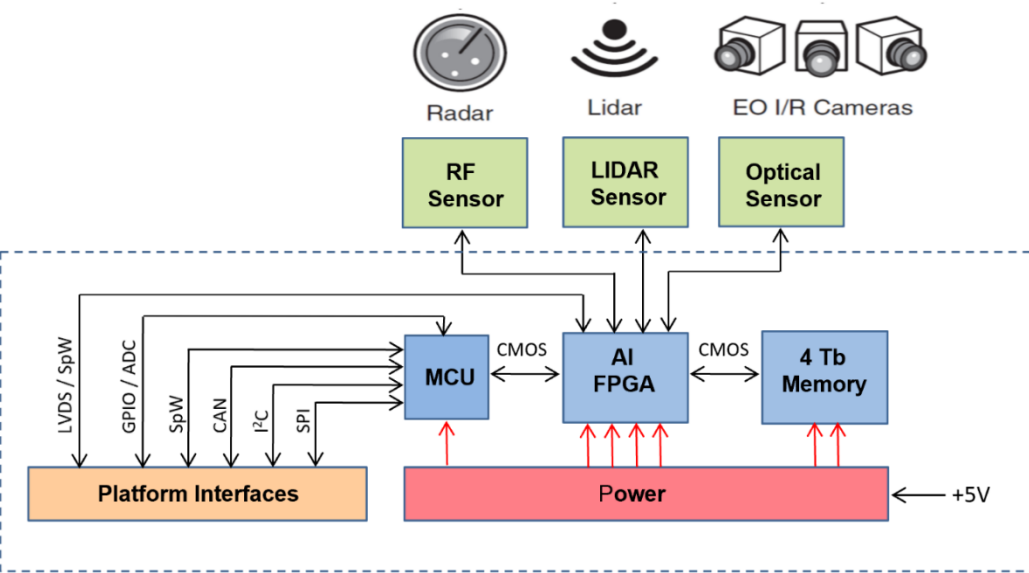 Radar
Lidar
EO I/R Cameras
RF
Sensor
LIDAR
Sensor
Optical
Sensor
LVDS / SpW
GPIO / ADC
SpW
CAN
I²C
SPI
MCU
CMOS
AI
FPGA
CMOS
4 Tb
Memory
Platform Interfaces
Power
+5V